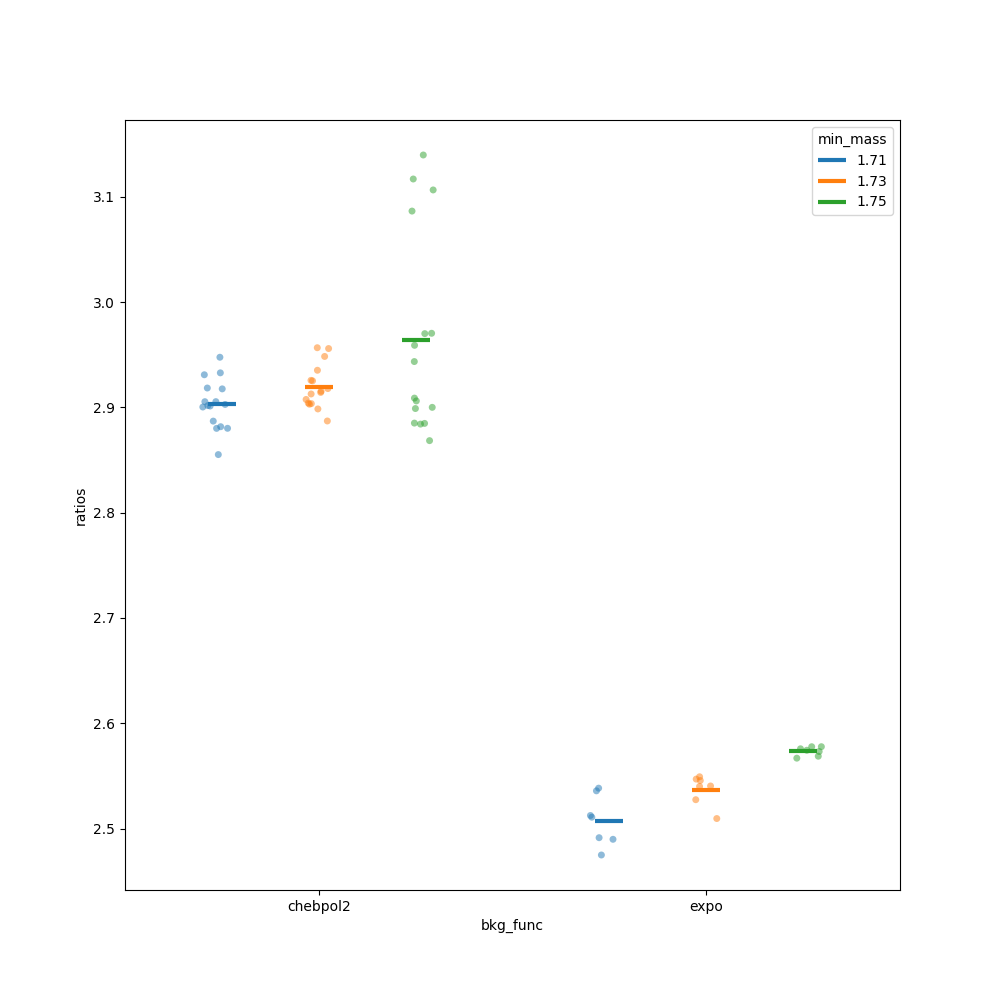 min_mass
1.71
1.73
1.75
3.1
3.0
2.9
2.8
2.7
2.6
2.5
ratios
chebpol2 expo
bkg_func